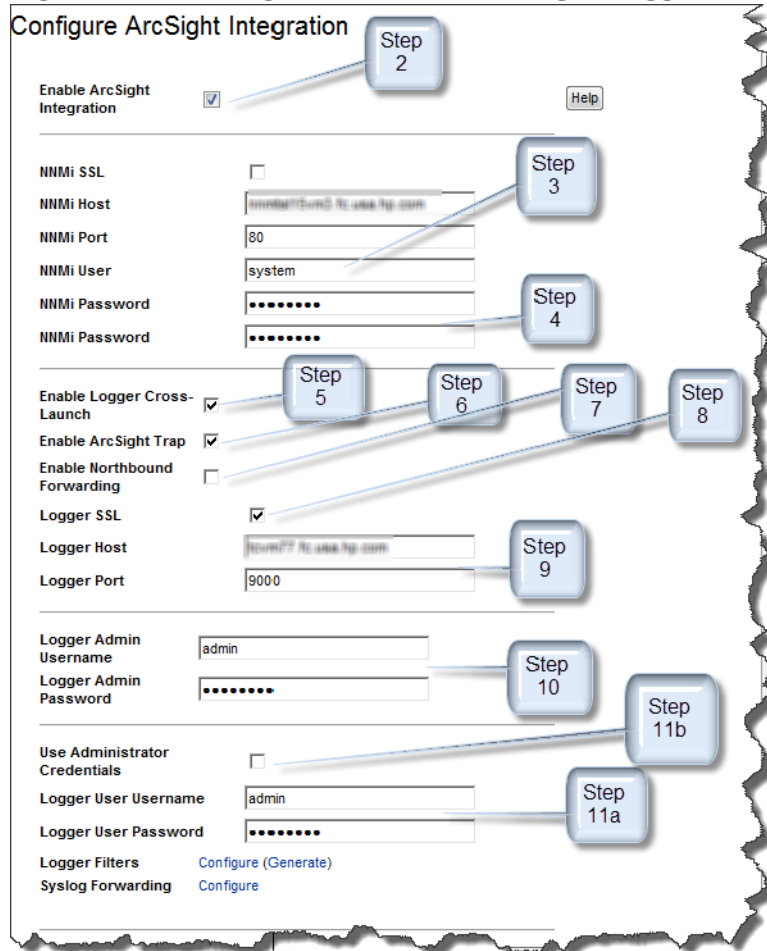 Configure ArcSight Integration
Step 2
Enable ArcSight Integration
Help
NNMi SSL
Step 3
NNMi Host
NNMi Port 80
NNMi User system
NNMi Password ••••••••
Step 4
NNMi Password ••••••••
Enable Logger Cross-Launch
Step 5
Step 6
Step 7
Step 8
Enable ArcSight Trap
Enable Northbound Forwarding
Logger SSL
Logger Host
Step 9
Logger Port 9000
Logger Admin Username admin
Step 10
Logger Admin Password ••••••••
Step 11b
Use Administrator Credentials
Logger User Username admin
Step 11a
Logger User Password ••••••••
Logger Filters Configure (Generate)
Syslog Forwarding Configure